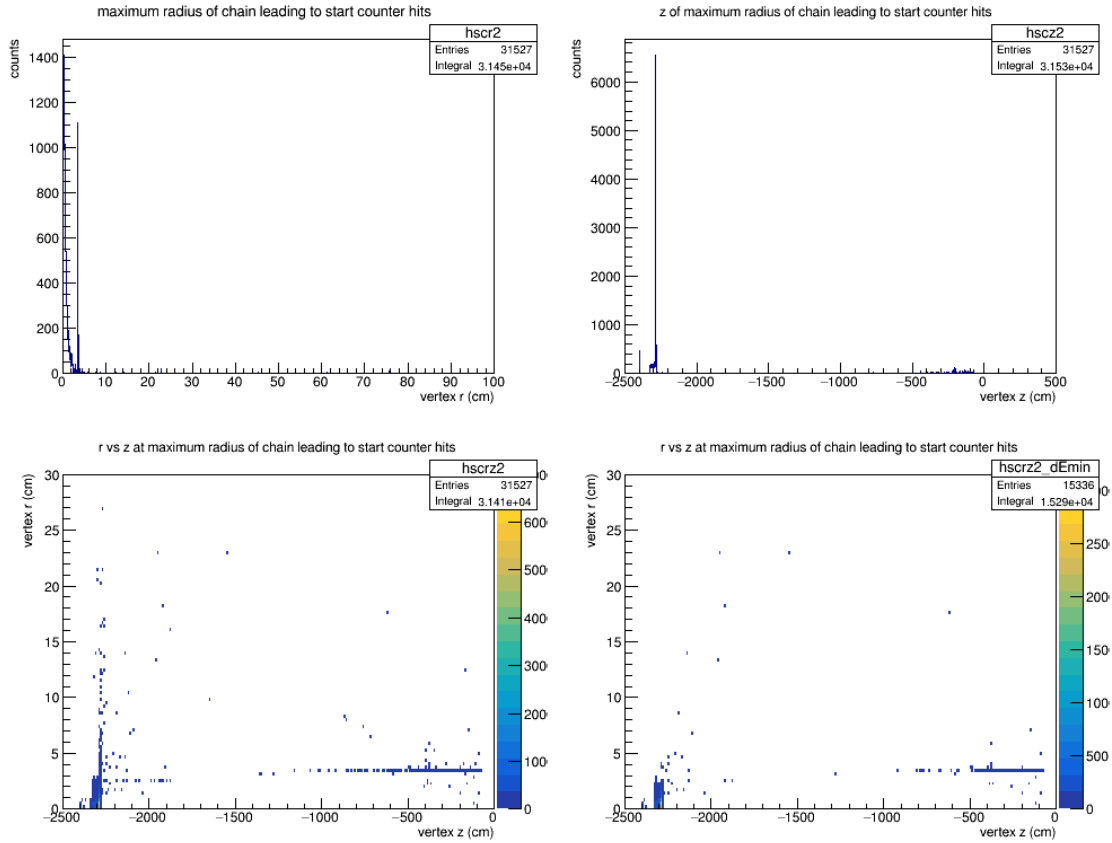 maximum radius of chain leading to start counter hits
counts
hscr2
Entries 31527
Integral 3.145e+04
1400
1200
1000
800
600
400
200
0
0 10 20 30 40 50 60 70 80 90 100
vertex r (cm)
z of maximum radius of chain leading to start counter hits
counts
hscz2
Entries 31527
Integral 3.153e+04
6000
5000
4000
3000
2000
1000
0
−2500 −2000 −1500 −1000 −500 0 500
vertex z (cm)
r vs z at maximum radius of chain leading to start counter hits
vertex r (cm)
hscrz2
Entries 31527
Integral 3.141e+04
30
25
20
15
10
5
0
−2500 −2000 −1500 −1000 −500 0
vertex z (cm)
600
500
400
300
200
100
0
r vs z at maximum radius of chain leading to start counter hits
vertex r (cm)
hscrz2_dEmin
Entries 15336
Integral 1.529e+04
30
25
20
15
10
5
0
−2500 −2000 −1500 −1000 −500 0
vertex z (cm)
250
200
150
100
500
0